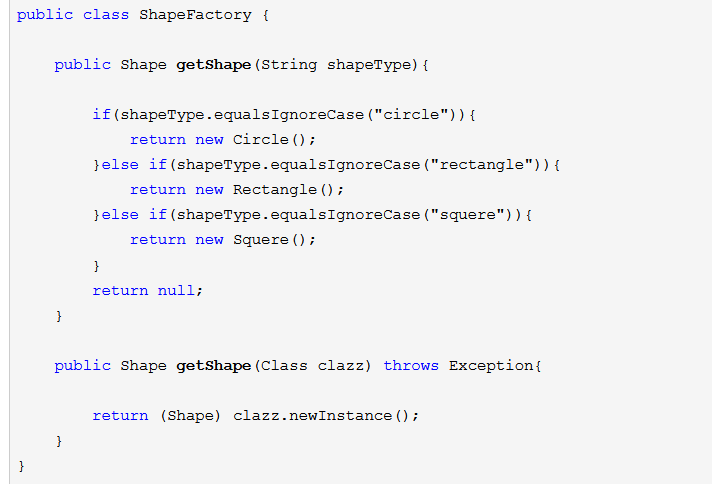 public class ShapeFactory {
public Shape getShape(String shapeType){
if(shapeType.equalsIgnoreCase("circle")){
return new Circle();
}else if(shapeType.equalsIgnoreCase("rectangle")){
return new Rectangle();
}else if(shapeType.equalsIgnoreCase("squere")){
return new Squere();
}
return null;
}
public Shape getShape(Class clazz) throws Exception{
return (Shape) clazz.newInstance();
}
}